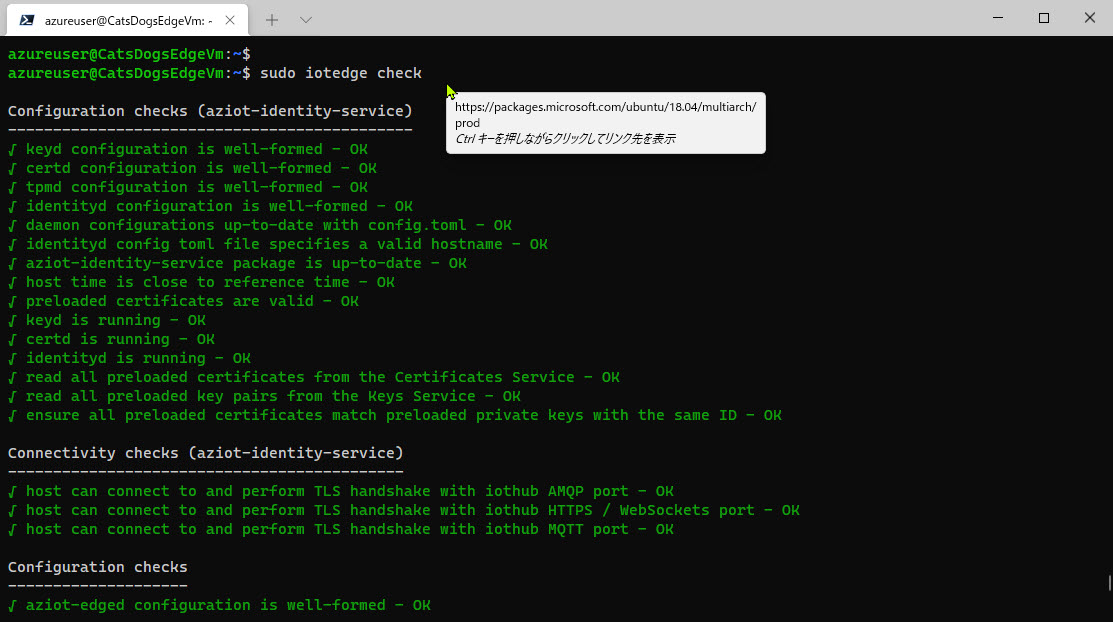 azureuser@CatsDogsEdgeVm: -
azureuser@CatsDogsEdgeVm:~$
azureuser@CatsDogsEdgeVm:~$ sudo iotedge check
https://packages.microsoft.com/ubuntu/18.04/multiarch/
prod
Ctrl キーを押しながらクリックしてリンク先を表示
Configuration checks (aziot-identity-service)
---------------------------------------------
√ keyd configuration is well-formed - OK
√ certd configuration is well-formed - OK
√ tpmd configuration is well-formed - OK
√ identityd configuration is well-formed - OK
√ daemon configurations up-to-date with config.toml - OK
√ identityd config toml file specifies a valid hostname - OK
√ aziot-identity-service package is up-to-date - OK
√ host time is close to reference time - OK
√ preloaded certificates are valid - OK
√ keyd is running - OK
√ certd is running - OK
√ identityd is running - OK
√ read all preloaded certificates from the Certificates Service - OK
√ read all preloaded key pairs from the Keys Service - OK
√ ensure all preloaded certificates match preloaded private keys with the same ID - OK
Connectivity checks (aziot-identity-service)
--------------------------------------------
√ host can connect to and perform TLS handshake with iothub AMQP port - OK
√ host can connect to and perform TLS handshake with iothub HTTPS / WebSockets port - OK
√ host can connect to and perform TLS handshake with iothub MQTT port - OK
Configuration checks
--------------------
√ aziot-edged configuration is well-formed - OK